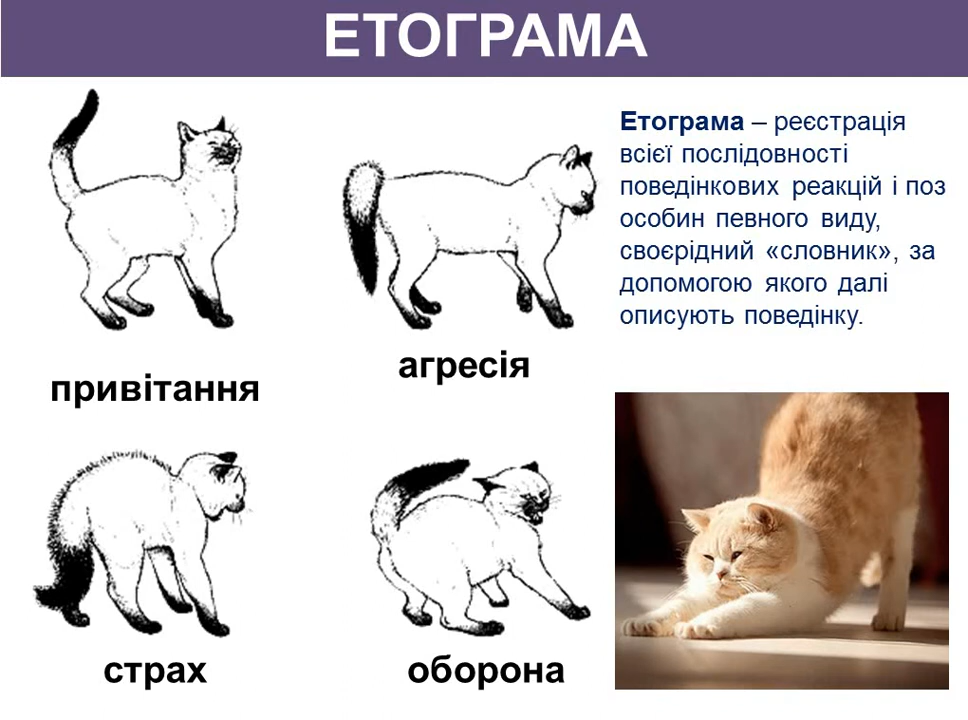 ЕТОГРАМА
Етограма – реєстрація
всієї послідовності
поведінкових реакцій і поз
особин певного виду,
своєрідний «словник», за
допомогою якого далі
описують поведінку.
привітання
агресія
страх
оборона